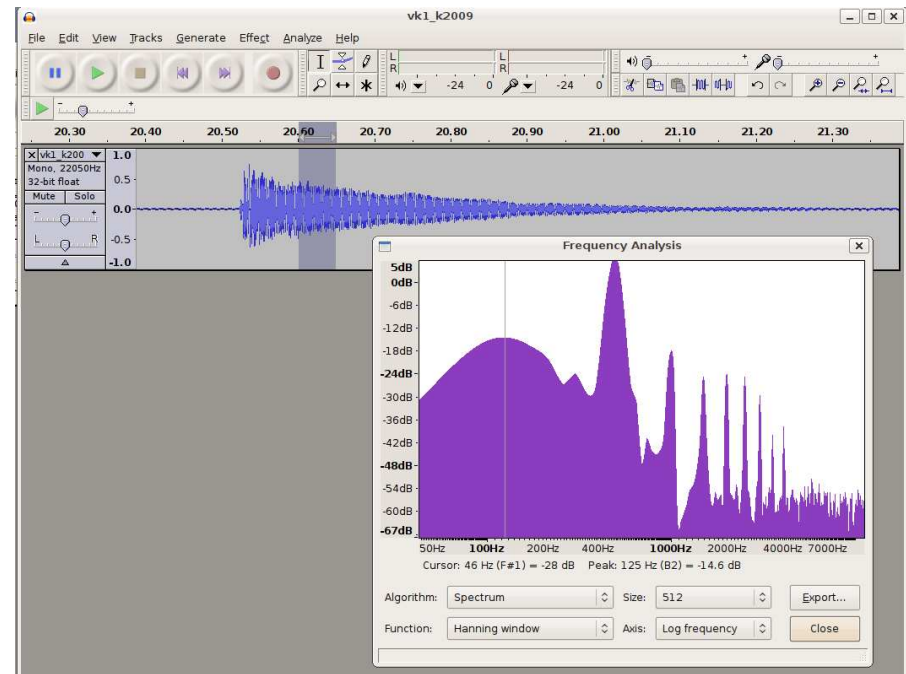 vk1_k2009
File Edit View Tracks Generate Effect Analyze Help
L
R
-24 0
L
R
-24 0
- +
- +
- +
20.30 20.40 20.50 20.60 20.70 20.80 20.90 21.00 21.10 21.20 21.30
vk1_k200
Mono, 22050Hz
32-bit float
Mute Solo
- +
L R
1.0
0.5
0.0
-0.5
-1.0
Frequency Analysis
5dB
0dB
-6dB
-12dB
-18dB
-24dB
-30dB
-36dB
-42dB
-48dB
-54dB
-60dB
-67dB
50Hz 100Hz 200Hz 400Hz 1000Hz 2000Hz 4000Hz 7000Hz
Cursor: 46 Hz (F#1) = -28 dB Peak: 125 Hz (B2) = -14.6 dB
Algorithm: Spectrum Size: 512 Export...
Function: Hanning window Axis: Log frequency Close